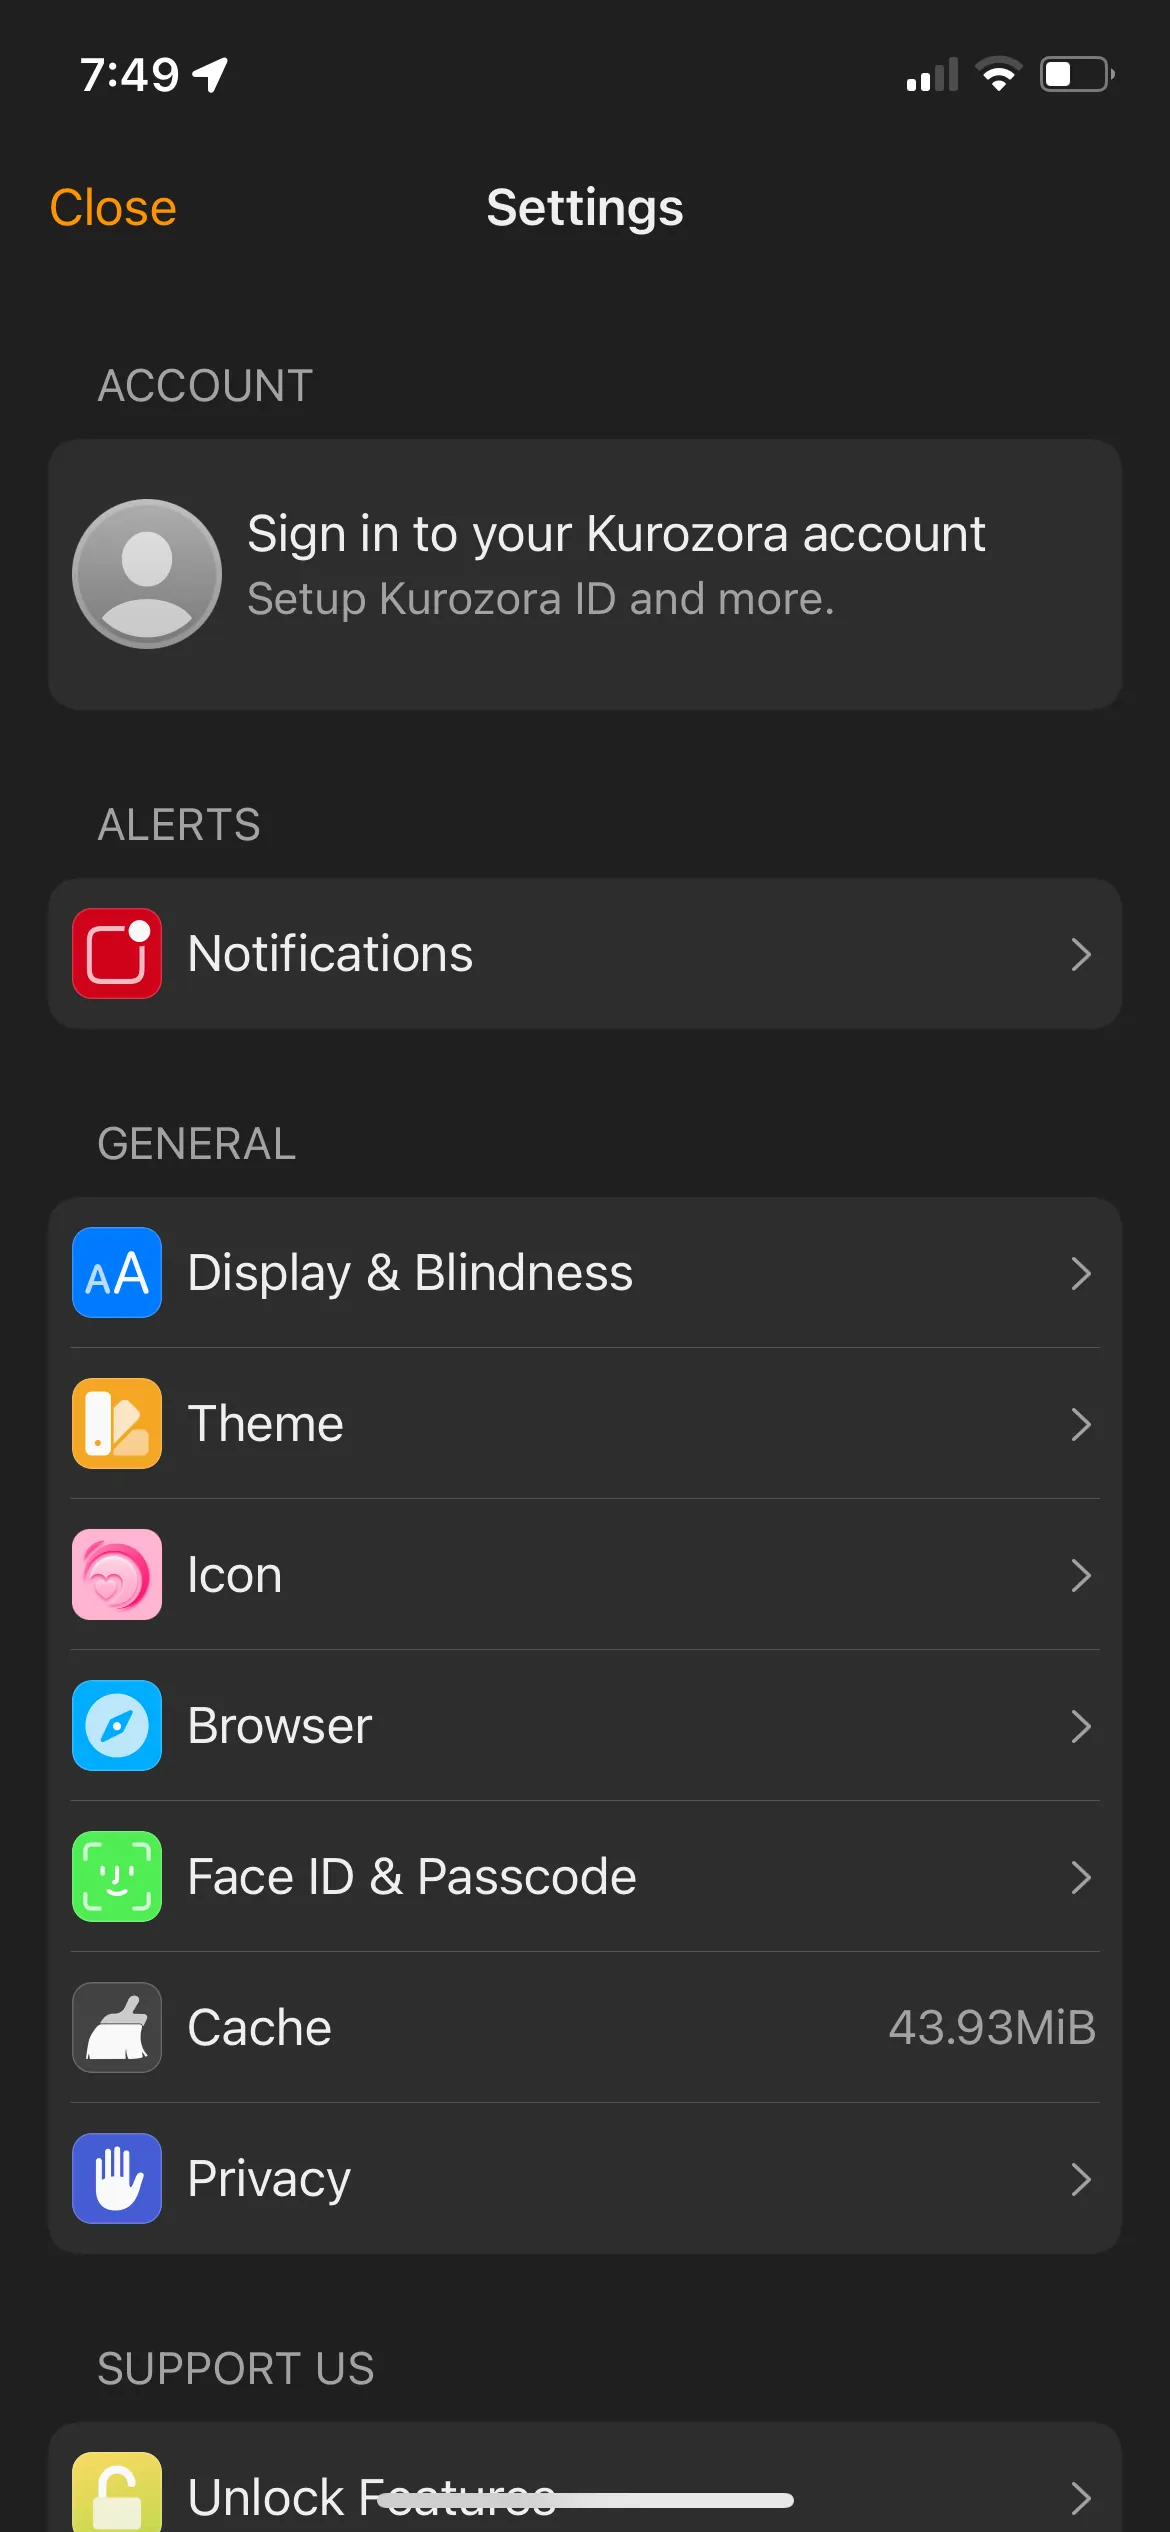 7:49
Close
Settings
ACCOUNT
Sign in to your Kurozora account
Setup Kurozora ID and more.
ALERTS
Notifications
GENERAL
AA Display & Blindness
Theme
Icon
Browser
Face ID & Passcode
Cache 43.93MiB
Privacy
SUPPORT US
Unlock Features